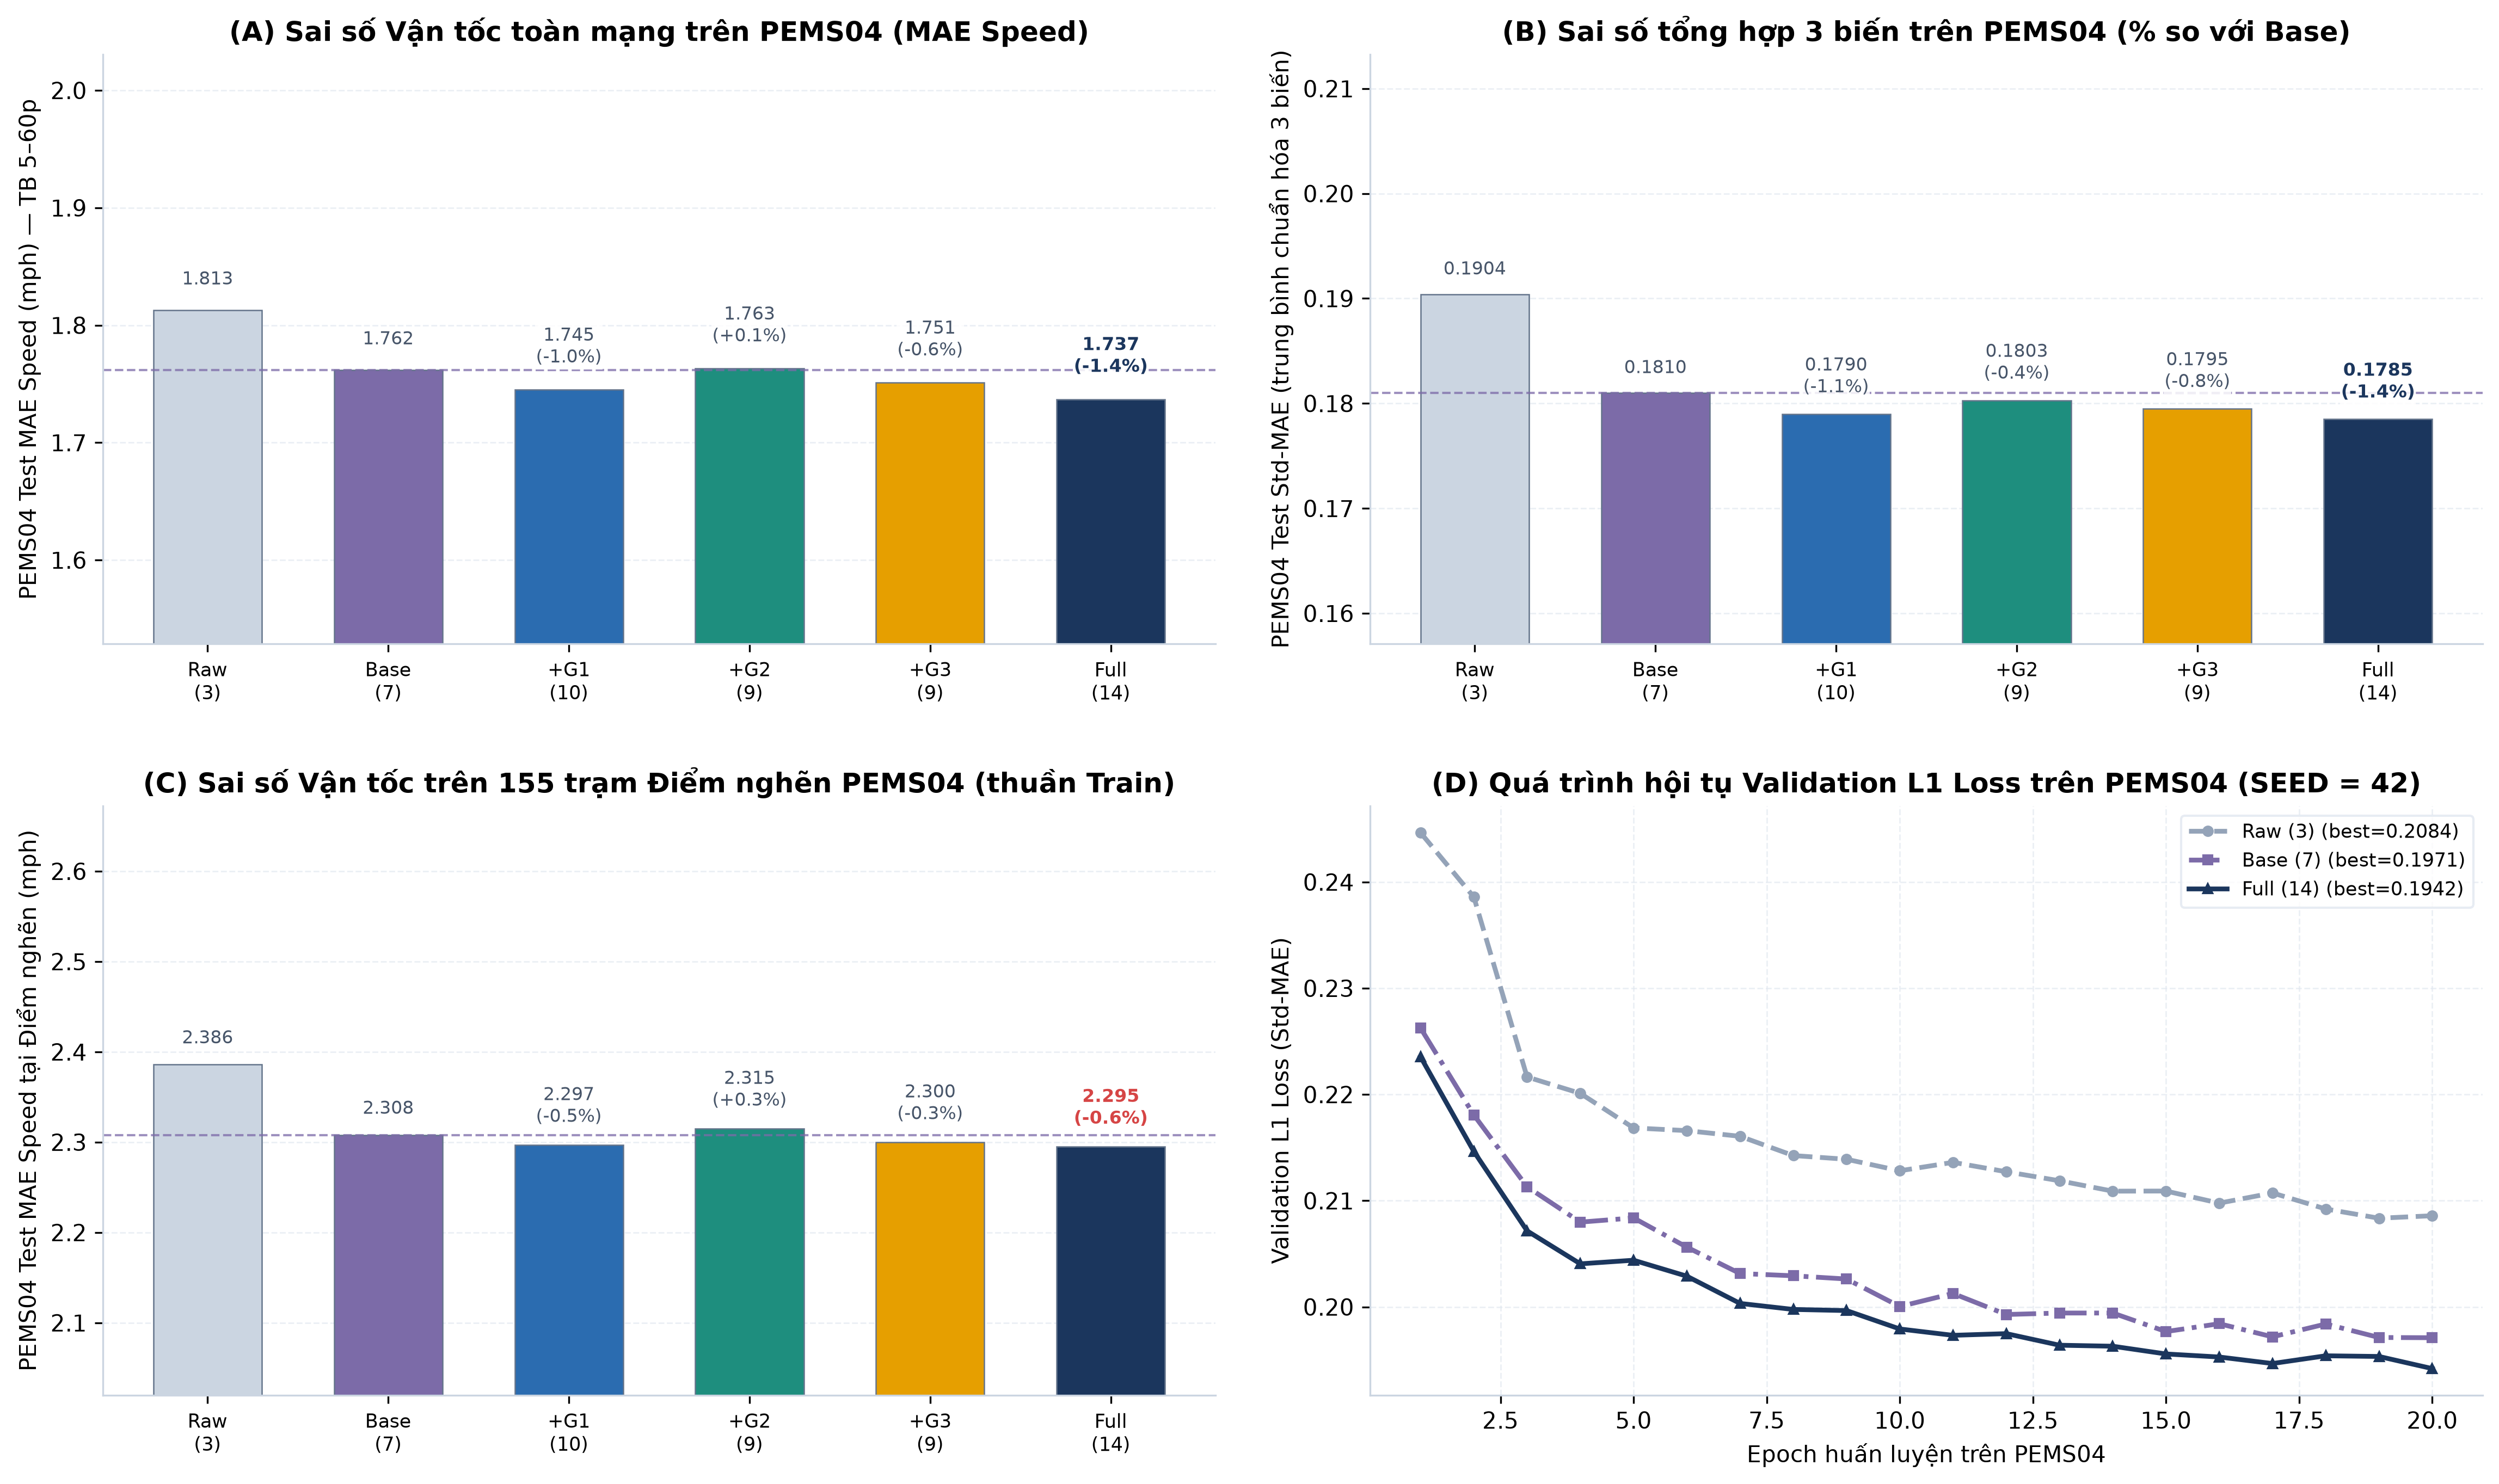 (A) Sai số Vận tốc toàn mạng trên PEMS04 (MAE Speed)
PEMS04 Test MAE Speed (mph) — TB 5–60p
2.0
1.9
1.8
1.7
1.6
1.813
1.762
1.745
(-1.0%)
1.763
(+0.1%)
1.751
(-0.6%)
1.737
(-1.4%)
Raw
(3)
Base
(7)
+G1
(10)
+G2
(9)
+G3
(9)
Full
(14)
(B) Sai số tổng hợp 3 biến trên PEMS04 (% so với Base)
PEMS04 Test Std-MAE (trung bình chuẩn hóa 3 biến)
0.21
0.20
0.19
0.18
0.17
0.16
0.1904
0.1810
0.1790
(-1.1%)
0.1803
(-0.4%)
0.1795
(-0.8%)
0.1785
(-1.4%)
Raw
(3)
Base
(7)
+G1
(10)
+G2
(9)
+G3
(9)
Full
(14)
(C) Sai số Vận tốc trên 155 trạm Điểm nghẽn PEMS04 (thuần Train)
PEMS04 Test MAE Speed tại Điểm nghẽn (mph)
2.6
2.5
2.4
2.3
2.2
2.1
2.386
2.308
2.297
(-0.5%)
2.315
(+0.3%)
2.300
(-0.3%)
2.295
(-0.6%)
Raw
(3)
Base
(7)
+G1
(10)
+G2
(9)
+G3
(9)
Full
(14)
(D) Quá trình hội tụ Validation L1 Loss trên PEMS04 (SEED = 42)
Validation L1 Loss (Std-MAE)
0.24
0.23
0.22
0.21
0.20
Raw (3) (best=0.2084)
Base (7) (best=0.1971)
Full (14) (best=0.1942)
2.5
5.0
7.5
10.0
12.5
15.0
17.5
20.0
Epoch huấn luyện trên PEMS04